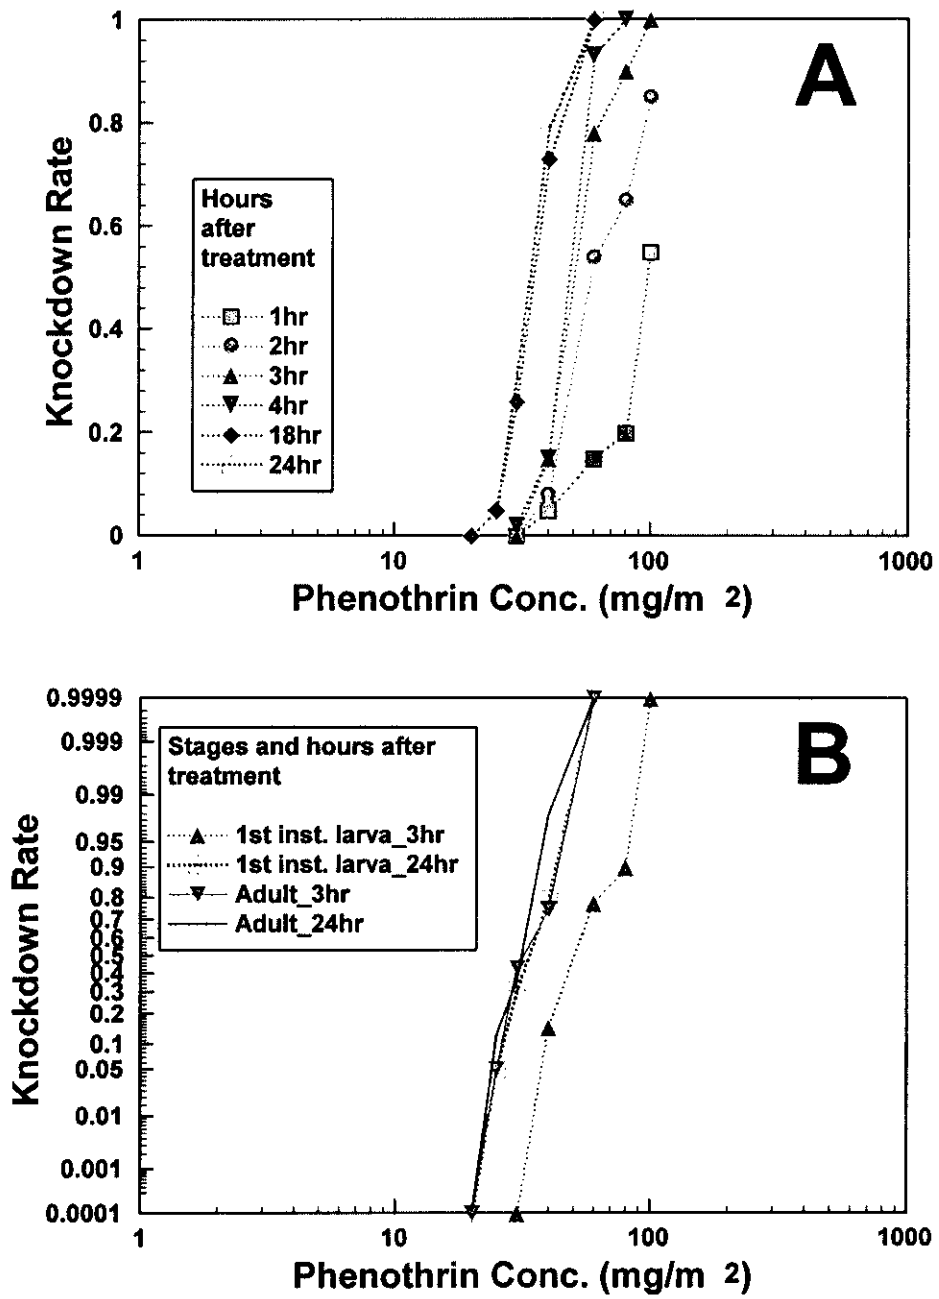 A
Knockdown Rate
1
0.8
0.6
0.4
0.2
0
Hours
after
treatment
1hr
2hr
3hr
4hr
18hr
24hr
1 10 100 1000
Phenothrin Conc. (mg/m 2)
B
Knockdown Rate
0.9999
0.999
0.99
0.95
0.9
0.8
0.7
0.6
0.5
0.4
0.3
0.2
0.1
0.05
0.01
0.001
0.0001
Stages and hours after
treatment
1st inst. larva_3hr
1st inst. larva_24hr
Adult_3hr
Adult_24hr
1 10 100 1000
Phenothrin Conc. (mg/m 2)